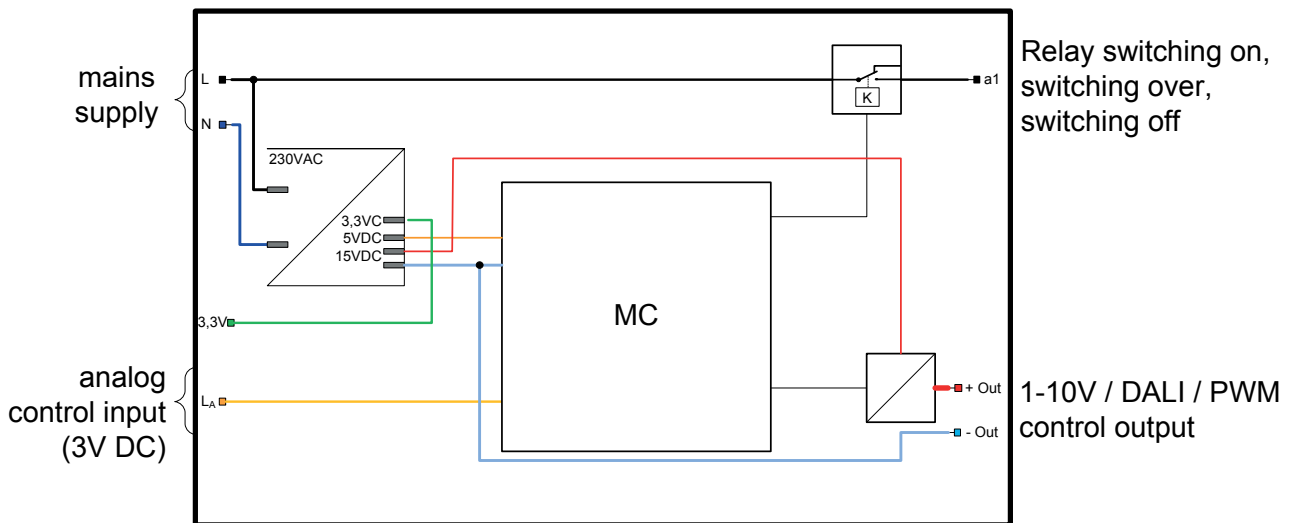 mains
supply
L
N
230VAC
3,3VC
5VDC
15VDC
3,3V
analog
control input
(3V DC)
LA
MC
K
a1
Relay switching on,
switching over,
switching off
+ Out
- Out
1-10V / DALI / PWM
control output